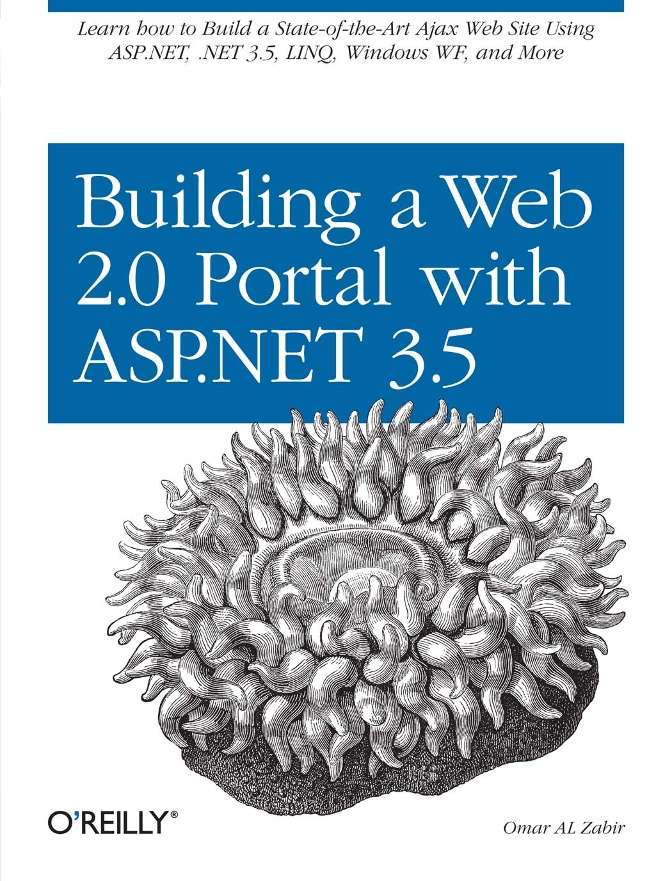 Learn how to Build a State-of-the-Art Ajax Web Site Using
ASP.NET, .NET 3.5, LINQ, Windows WF, and More
Building a Web
2.0 Portal with
ASP.NET 3.5
O'REILLY®
Omar AL Zabir